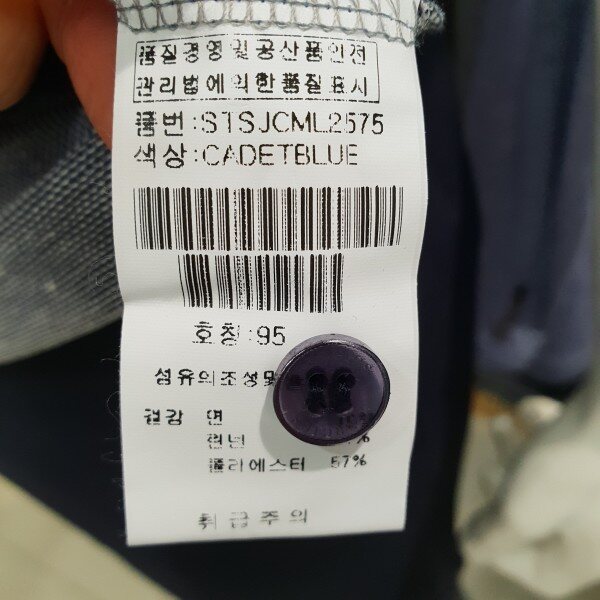 품질경영및공산품안전
관리법에의한품질표시
품번:STSJCML2575
색상:CADETBLUE
호칭:95
섬유의조성및
겉감 면
린넨 %
폴리에스터 57%
취급주의